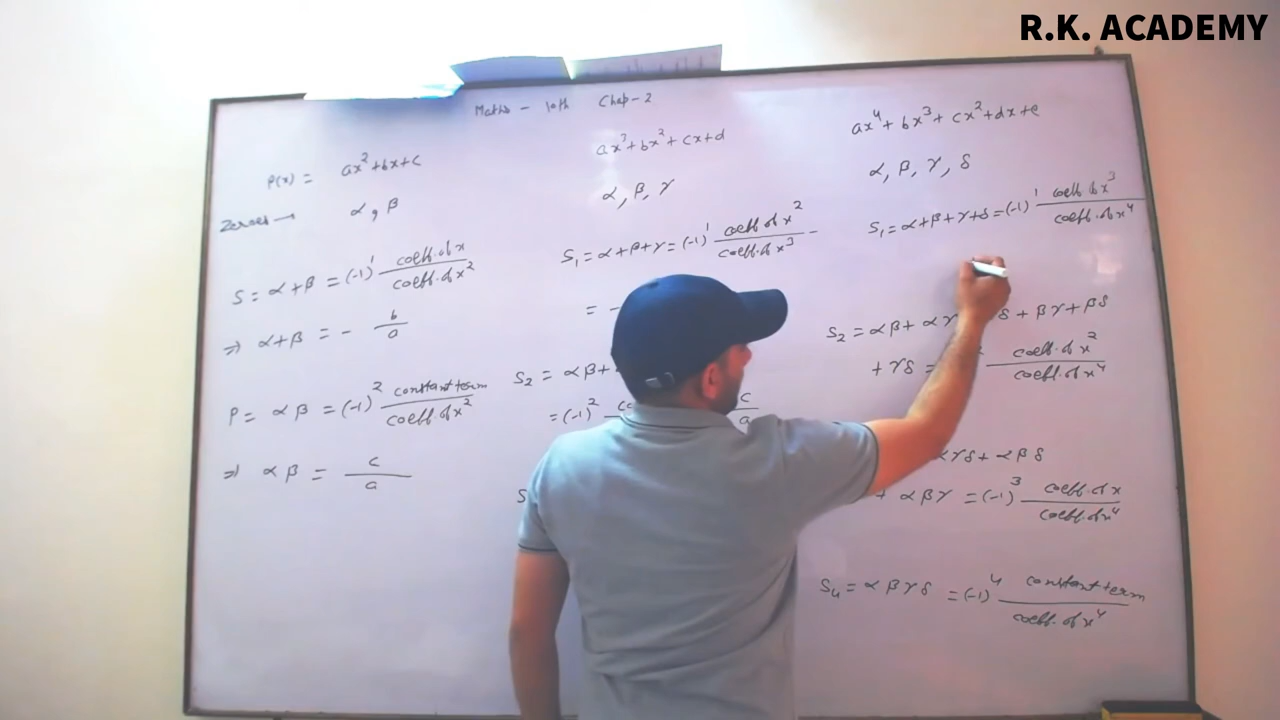 R.K. ACADEMY
Maths - 10th Chap-2
P(x) = ax²+bx+c
Zeroes → α, β
S = α+β = (-1)¹ coeff. of x / coeff. of x²
⇒ α+β = - b/a
P = αβ = (-1)² constant term / coeff. of x²
⇒ αβ = c/a
ax³+bx²+cx+d
α, β, γ
S₁ = α+β+γ = (-1)¹ coeff. of x² / coeff. of x³
= -
S₂ = αβ+
= (-1)² c/a
S
ax⁴+bx³+cx²+dx+e
α, β, γ, δ
S₁ = α+β+γ+δ = (-1)¹ coeff. of x³ / coeff. of x⁴
S₂ = αβ+αγ δ+βγ+βδ
+γδ = coeff. of x² / coeff. of x⁴
γδ+αβδ
+ αβγ = (-1)³ coeff. of x / coeff. of x⁴
S₄ = αβγδ = (-1)⁴ constant term / coeff. of x⁴